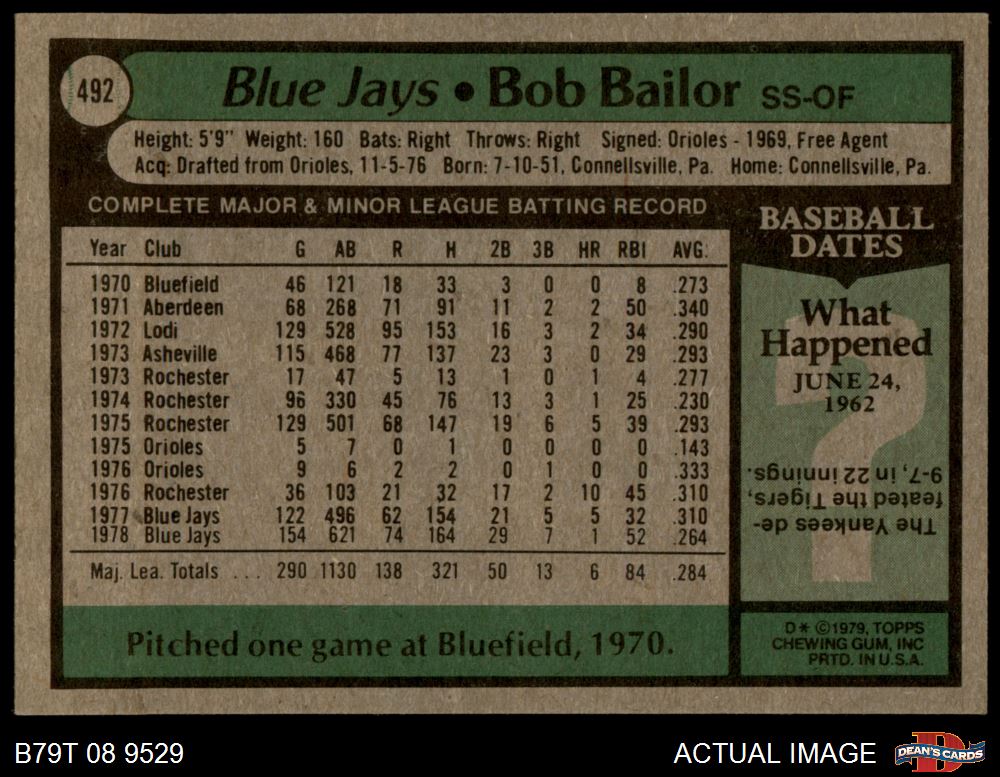 492
Blue Jays • Bob Bailor SS-OF
Height: 5'9" Weight: 160 Bats: Right Throws: Right Signed: Orioles - 1969, Free Agent
Acq: Drafted from Orioles, 11-5-76 Born: 7-10-51, Connellsville, Pa. Home: Connellsville, Pa.
COMPLETE MAJOR & MINOR LEAGUE BATTING RECORD
Year Club G AB R H 2B 3B HR RBI AVG.
1970 Bluefield 46 121 18 33 3 0 0 8 .273
1971 Aberdeen 68 268 71 91 11 2 2 50 .340
1972 Lodi 129 528 95 153 16 3 2 34 .290
1973 Asheville 115 468 77 137 23 3 0 29 .293
1973 Rochester 17 47 5 13 1 0 1 4 .277
1974 Rochester 96 330 45 76 13 3 1 25 .230
1975 Rochester 129 501 68 147 19 6 5 39 .293
1975 Orioles 5 7 0 1 0 0 0 0 .143
1976 Orioles 9 6 2 2 0 1 0 0 .333
1976 Rochester 36 103 21 32 17 2 10 45 .310
1977 Blue Jays 122 496 62 154 21 5 5 32 .310
1978 Blue Jays 154 621 74 164 29 7 1 52 .264
Maj. Lea. Totals ... 290 1130 138 321 50 13 6 84 .284
Pitched one game at Bluefield, 1970.
BASEBALL
DATES
What
Happened
JUNE 24,
1962
?
The Yankees de-
feated the Tigers,
9-7, in 22 innings.
D* ©1979, TOPPS
CHEWING GUM, INC
PRTD. IN U.S.A.
B79T 08 9529
ACTUAL IMAGE
D
DEAN'S CARDS